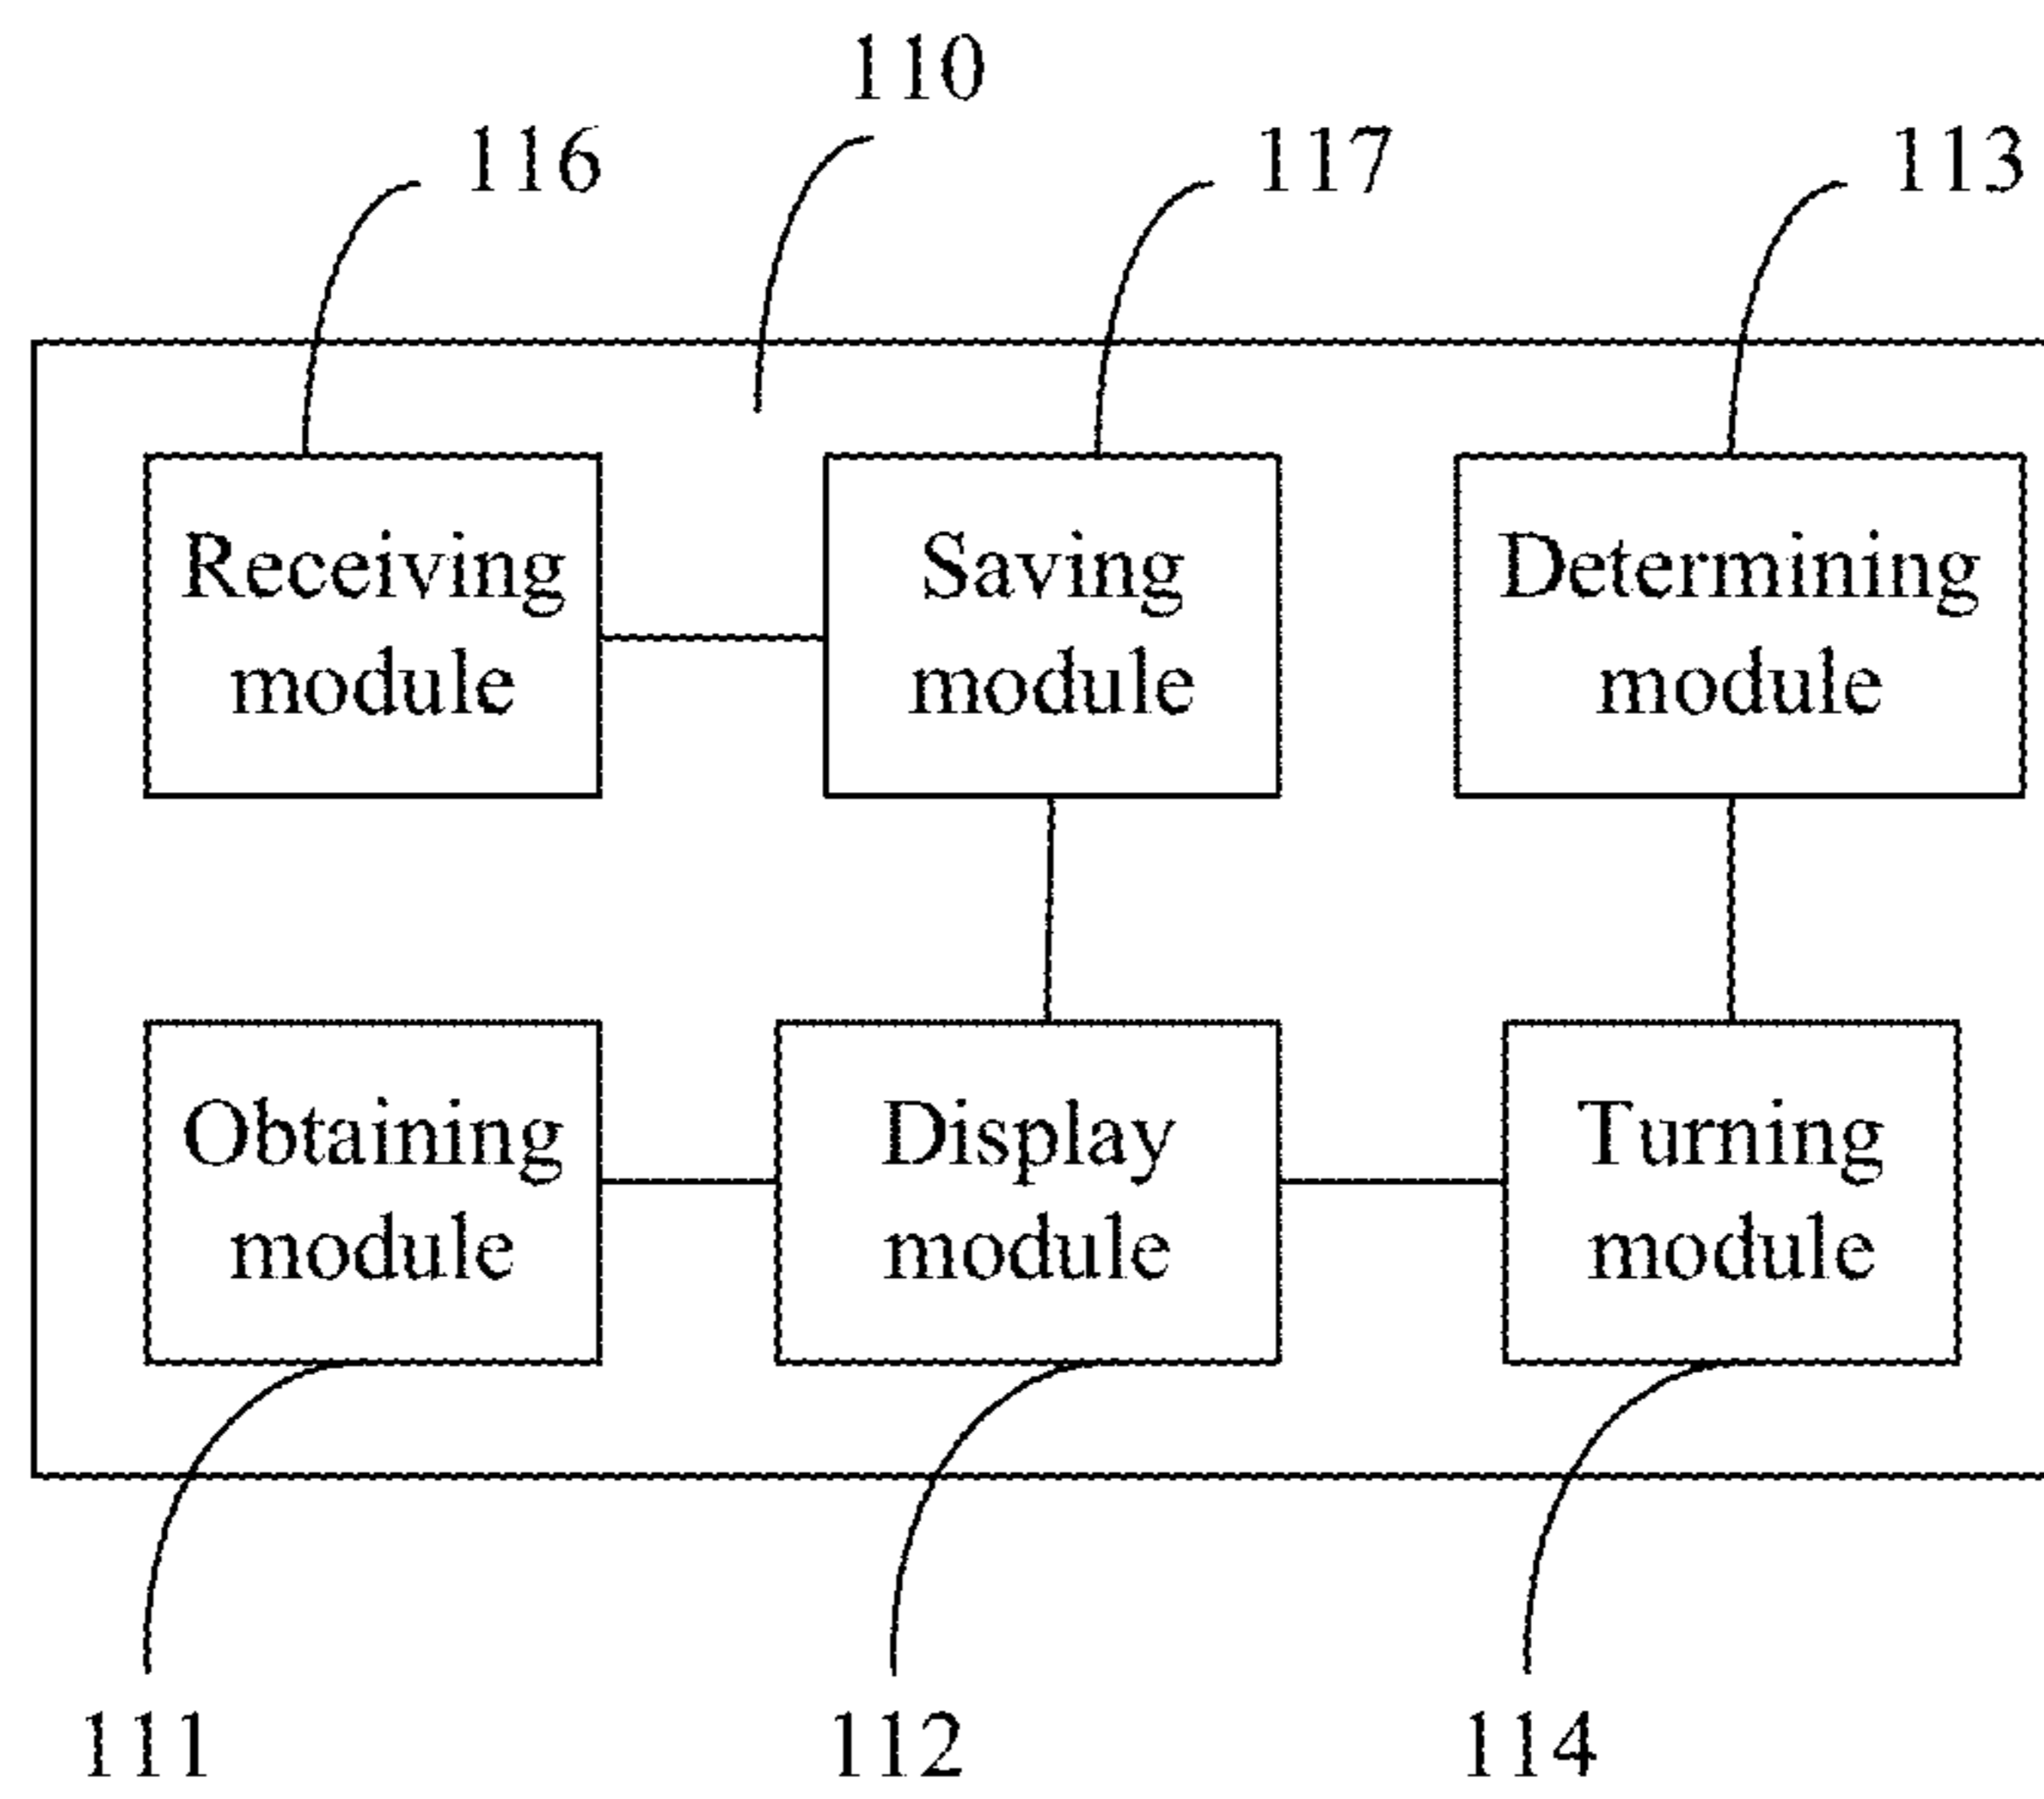 110
116
117
113
Receiving
module
Saving
module
Determining
module
Obtaining
module
Display
module
Turning
module
111
112
114